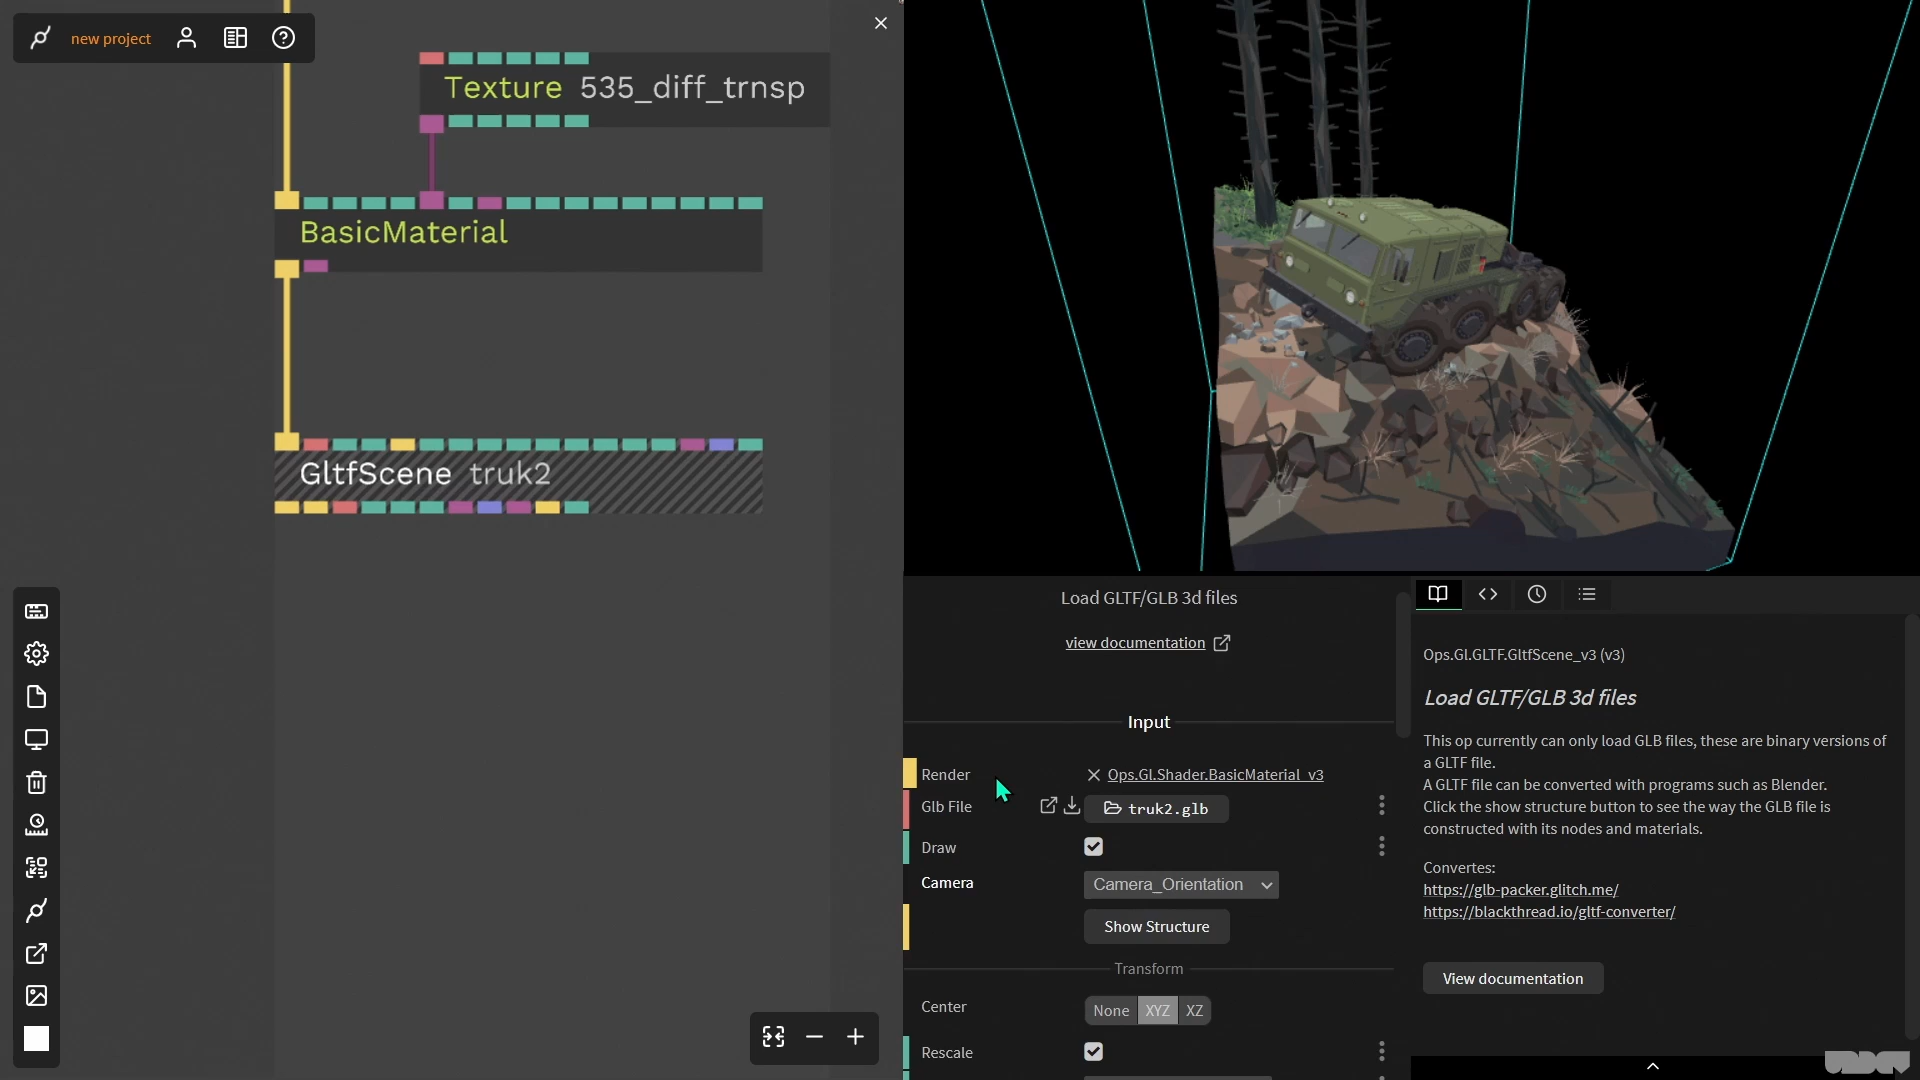 new project
Texture 535_diff_trnsp
BasicMaterial
GltfScene truk2
Load GLTF/GLB 3d files
view documentation
Input
Render
Ops.Gl.Shader.BasicMaterial_v3
Glb File
truk2.glb
Draw
Camera
Camera_Orientation
Show Structure
Transform
Center
None XYZ XZ
Rescale
Ops.Gl.GLTF.GltfScene_v3 (v3)
Load GLTF/GLB 3d files
This op currently can only load GLB files, these are binary versions of
a GLTF file.
A GLTF file can be converted with programs such as Blender.
Click the show structure button to see the way the GLB file is
constructed with its nodes and materials.
Convertes:
https://glb-packer.glitch.me/
https://blackthread.io/gltf-converter/
View documentation